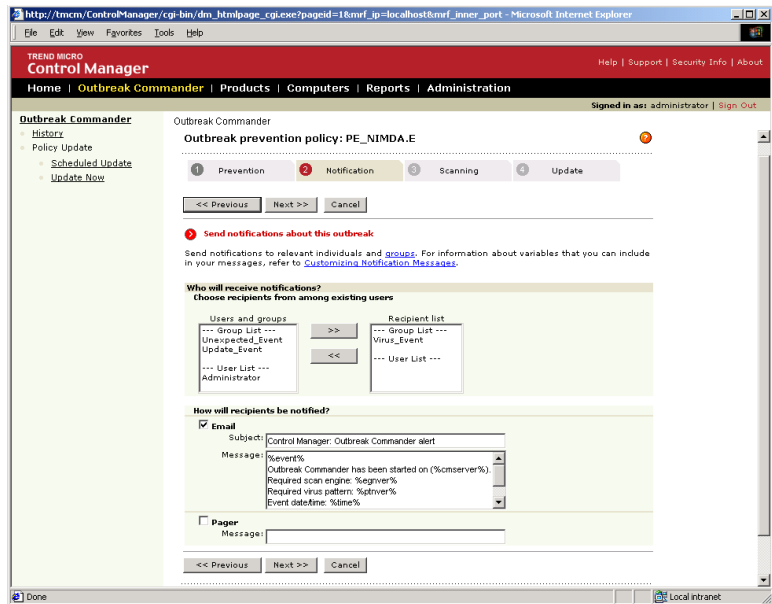 http://tmcm/ControlManager/cgi-bin/dm_htmlpage_cgi.exe?pageid=1&mrf_ip=localhost&mrf_inner_port - Microsoft Internet Explorer
File Edit View Favorites Tools Help
TREND MICRO
Control Manager
Help | Support | Security Info | About
Home | Outbreak Commander | Products | Computers | Reports | Administration
Signed in as: administrator | Sign Out
Outbreak Commander
History
Policy Update
Scheduled Update
Update Now
Outbreak Commander
Outbreak prevention policy: PE_NIMDA.E
?
1 Prevention 2 Notification 3 Scanning 4 Update
<< Previous Next >> Cancel
Send notifications about this outbreak
Send notifications to relevant individuals and groups. For information about variables that you can include
in your messages, refer to Customizing Notification Messages.
Who will receive notifications?
Choose recipients from among existing users
Users and groups
--- Group List ---
Unexpected_Event
Update_Event
--- User List ---
Administrator
>>
<<
Recipient list
--- Group List ---
Virus_Event
--- User List ---
How will recipients be notified?
Email
Subject: Control Manager: Outbreak Commander alert
Message: %event%
Outbreak Commander has been started on (%cmserver%).
Required scan engine: %egnver%
Required virus pattern: %ptnver%
Event date/time: %time%
Pager
Message:
<< Previous Next >> Cancel
Done
Local intranet